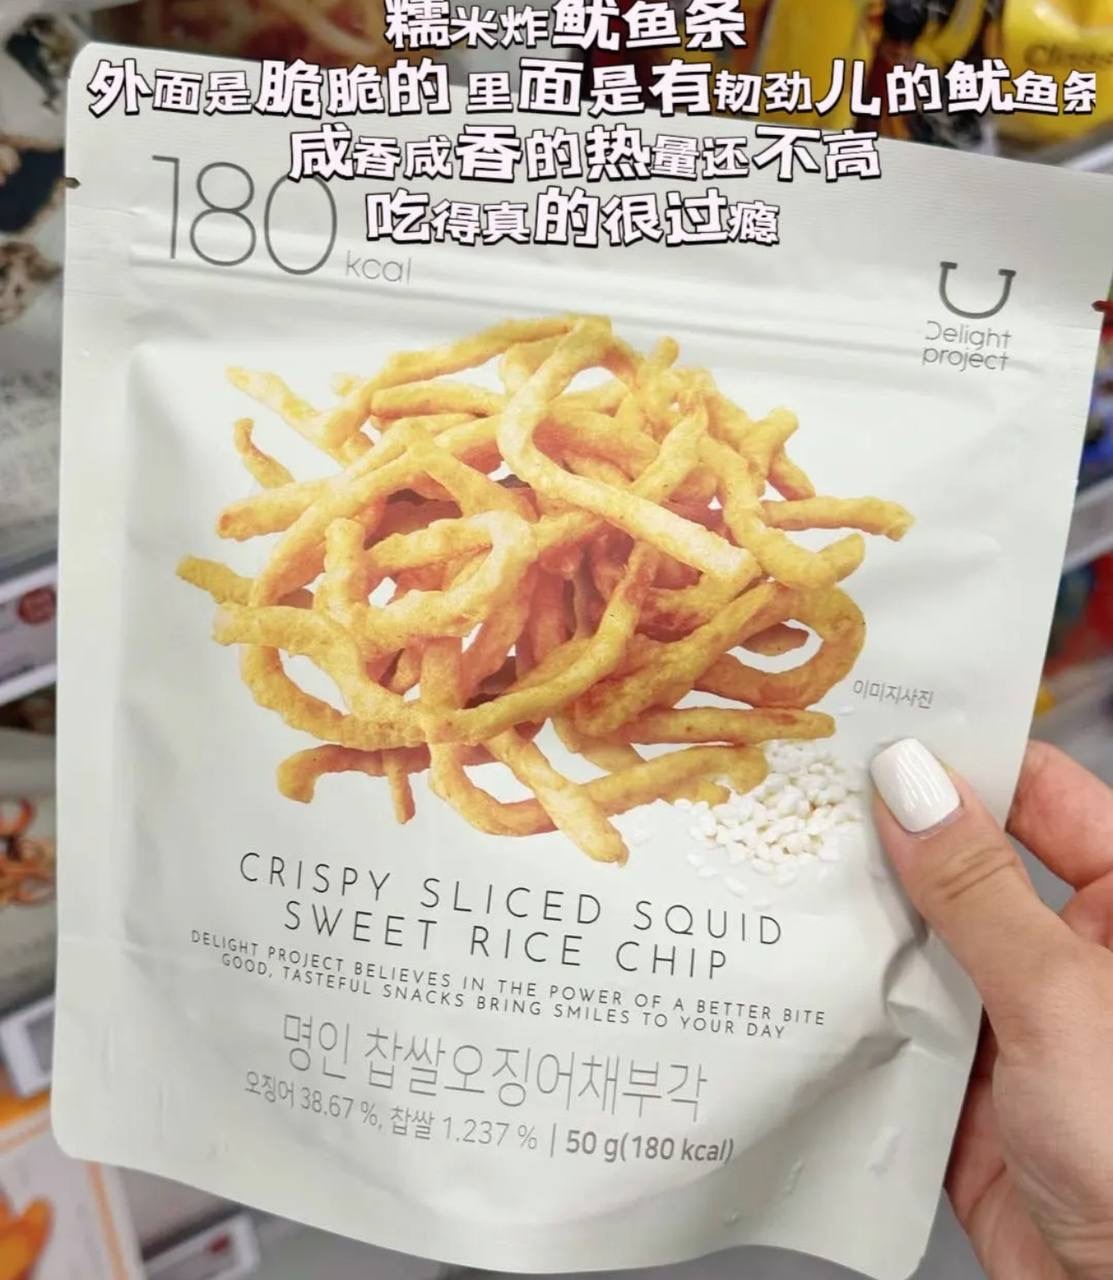 糯米炸鱿鱼条
外面是脆脆的 里面是有韧劲儿的鱿鱼条
咸香咸香的热量还不高
吃得真的很过瘾
180 kcal
Delight
project
이미지사진
CRISPY SLICED SQUID
SWEET RICE CHIP
DELIGHT PROJECT BELIEVES IN THE POWER OF A BETTER BITE
GOOD, TASTEFUL SNACKS BRING SMILES TO YOUR DAY
명인 찹쌀오징어채부각
오징어 38.67 %, 찹쌀 1.237 % | 50 g(180 kcal)